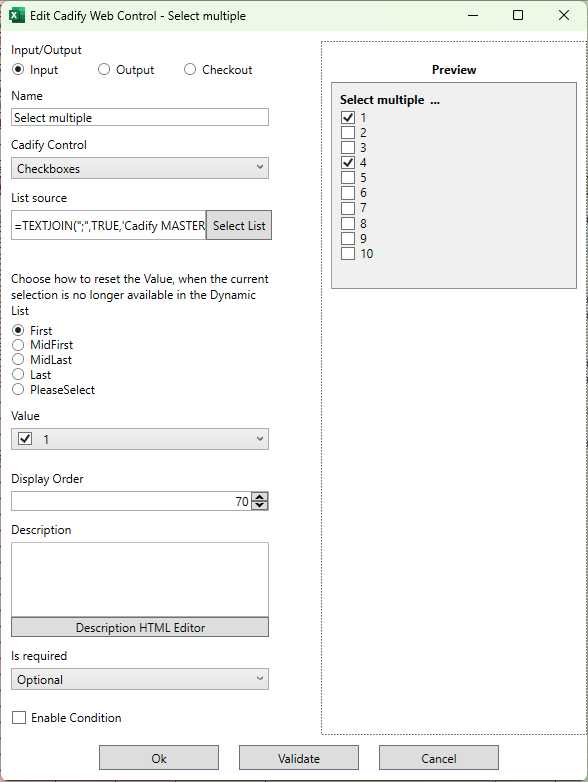 Edit Cadify Web Control - Select multiple
Input/Output
Input Output Checkout
Name
Select multiple
Cadify Control
Checkboxes
List source
=TEXTJOIN(";",TRUE,'Cadify MASTER Select List
Choose how to reset the Value, when the current
selection is no longer available in the Dynamic
List
First
MidFirst
MidLast
Last
PleaseSelect
Value
1
Display Order
70
Description
Description HTML Editor
Is required
Optional
Enable Condition
Preview
Select multiple ...
1
2
3
4
5
6
7
8
9
10
Ok Validate Cancel